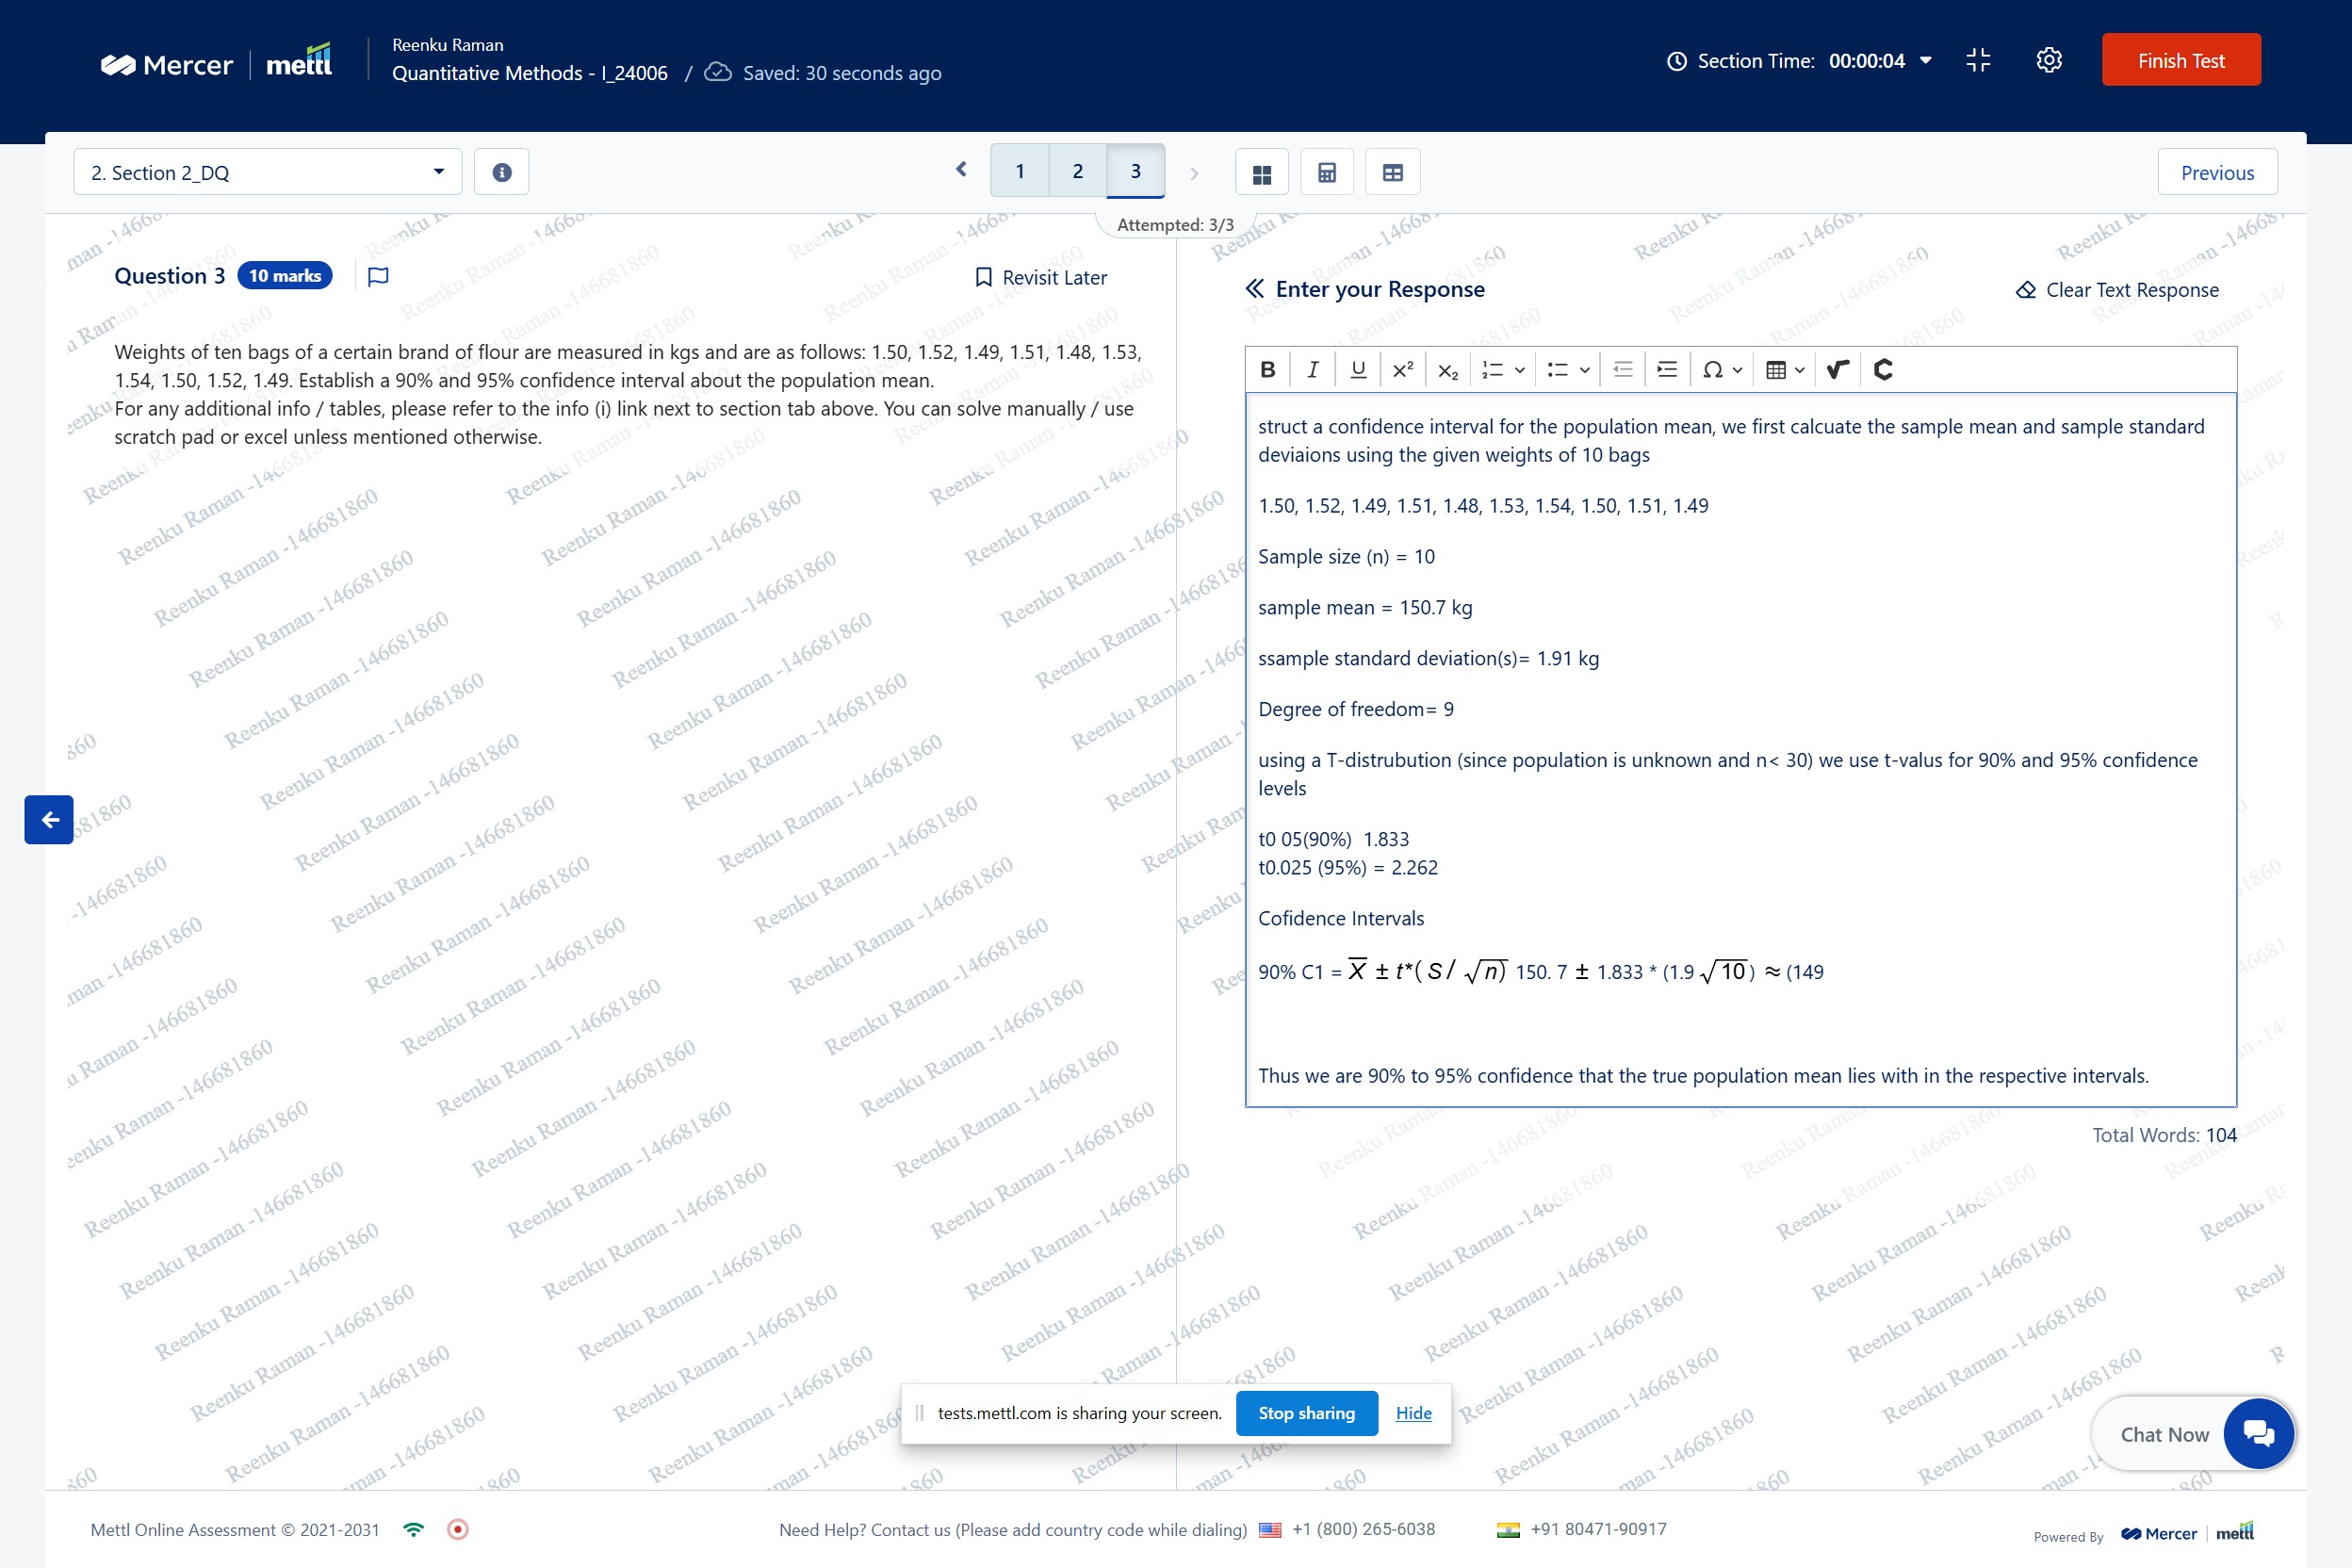 Mercer | mettl
Reenku Raman
Quantitative Methods - I_24006 / Saved: 30 seconds ago
Section Time: 00:00:04
Finish Test
2. Section 2_DQ
1 2 3
Previous
Attempted: 3/3
Question 3 10 marks
Revisit Later
Weights of ten bags of a certain brand of flour are measured in kgs and are as follows: 1.50, 1.52, 1.49, 1.51, 1.48, 1.53,
1.54, 1.50, 1.52, 1.49. Establish a 90% and 95% confidence interval about the population mean.
For any additional info / tables, please refer to the info (i) link next to section tab above. You can solve manually / use
scratch pad or excel unless mentioned otherwise.
Enter your Response
Clear Text Response
struct a confidence interval for the population mean, we first calcuate the sample mean and sample standard
deviaions using the given weights of 10 bags
1.50, 1.52, 1.49, 1.51, 1.48, 1.53, 1.54, 1.50, 1.51, 1.49
Sample size (n) = 10
sample mean = 150.7 kg
ssample standard deviation(s)= 1.91 kg
Degree of freedom= 9
using a T-distrubution (since population is unknown and n< 30) we use t-valus for 90% and 95% confidence
levels
t0 05(90%)  1.833
t0.025 (95%) = 2.262
Cofidence Intervals
90% C1 = X̅ ± t*( S / √n) 150. 7 ± 1.833 * (1.9 √10 ) ≈ (149
Thus we are 90% to 95% confidence that the true population mean lies with in the respective intervals.
Total Words: 104
Reenku Raman -146681860
tests.mettl.com is sharing your screen. Stop sharing Hide
Chat Now
Mettl Online Assessment © 2021-2031
Need Help? Contact us (Please add country code while dialing) +1 (800) 265-6038 +91 80471-90917
Powered By Mercer | mettl